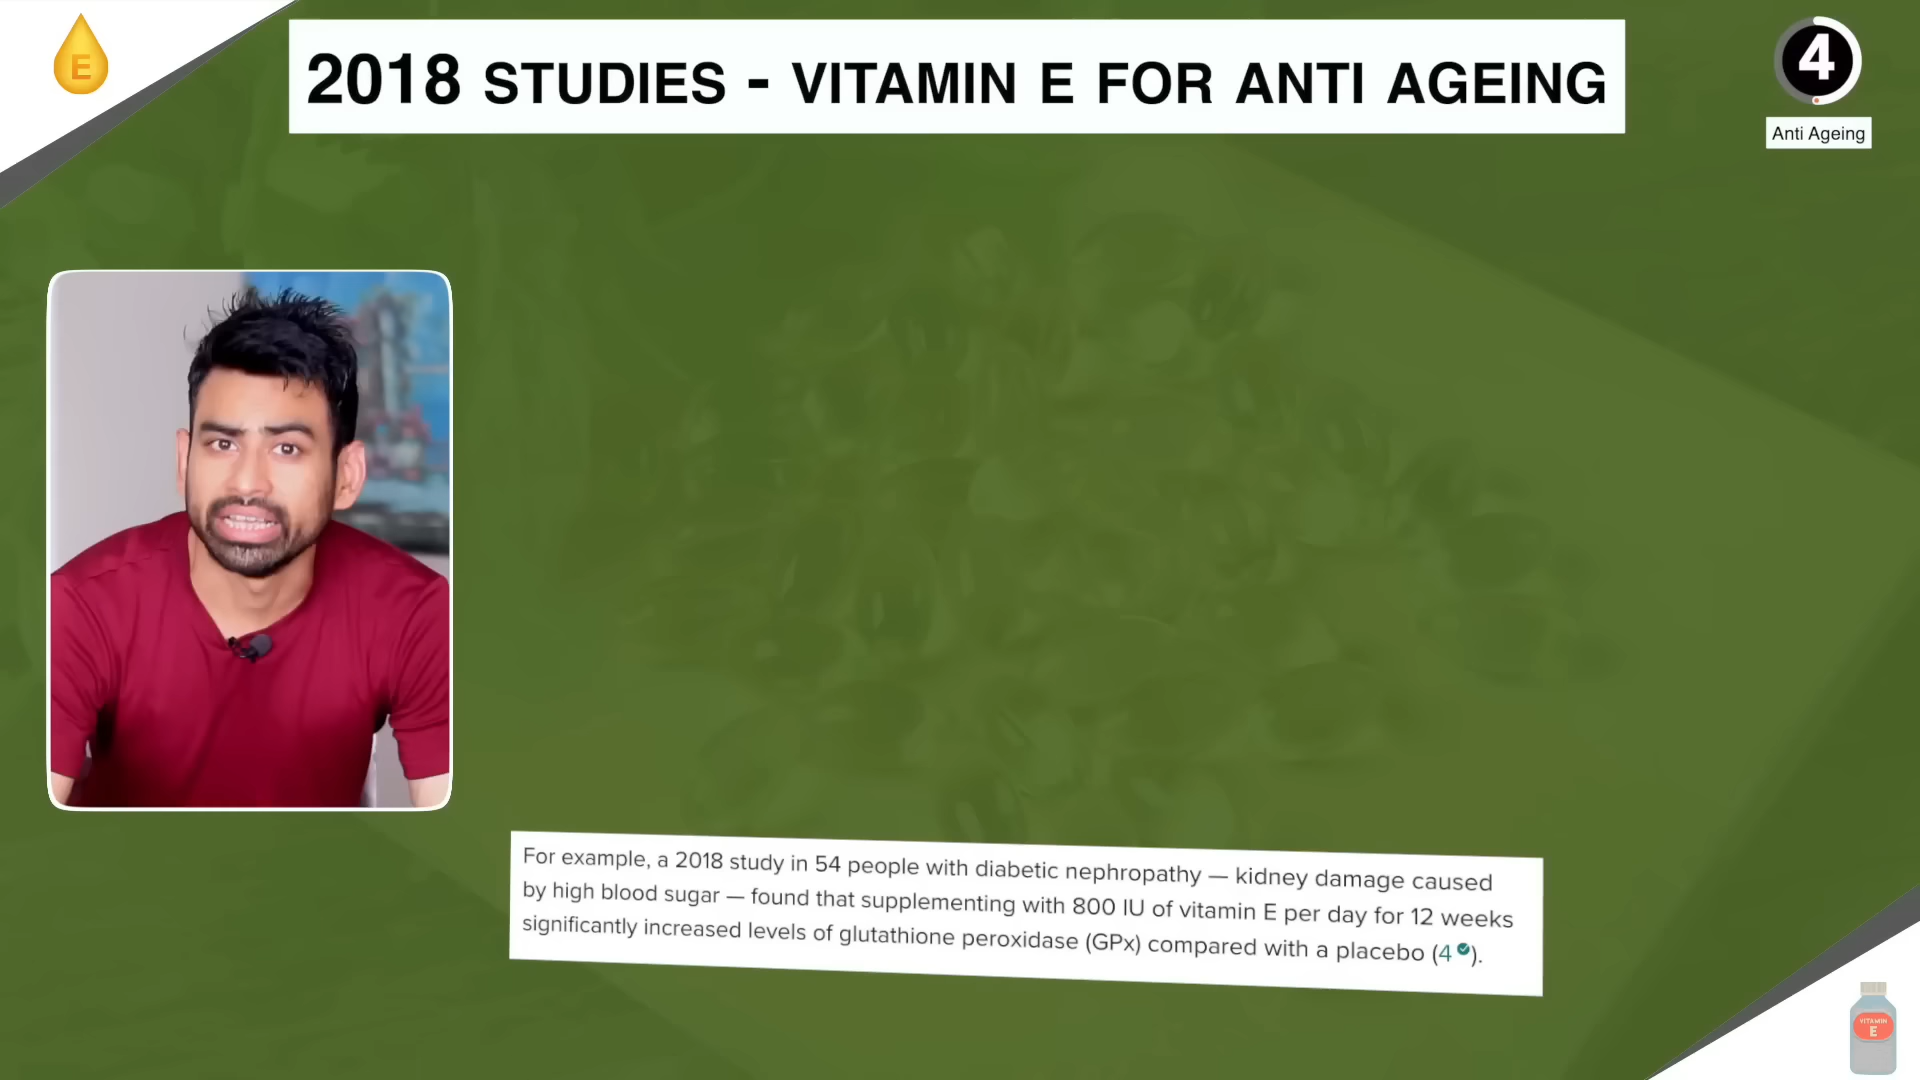 E
2018 STUDIES - VITAMIN E FOR ANTI AGEING
4
Anti Ageing
For example, a 2018 study in 54 people with diabetic nephropathy — kidney damage caused
by high blood sugar — found that supplementing with 800 IU of vitamin E per day for 12 weeks
significantly increased levels of glutathione peroxidase (GPx) compared with a placebo (4).
VITAMIN
E